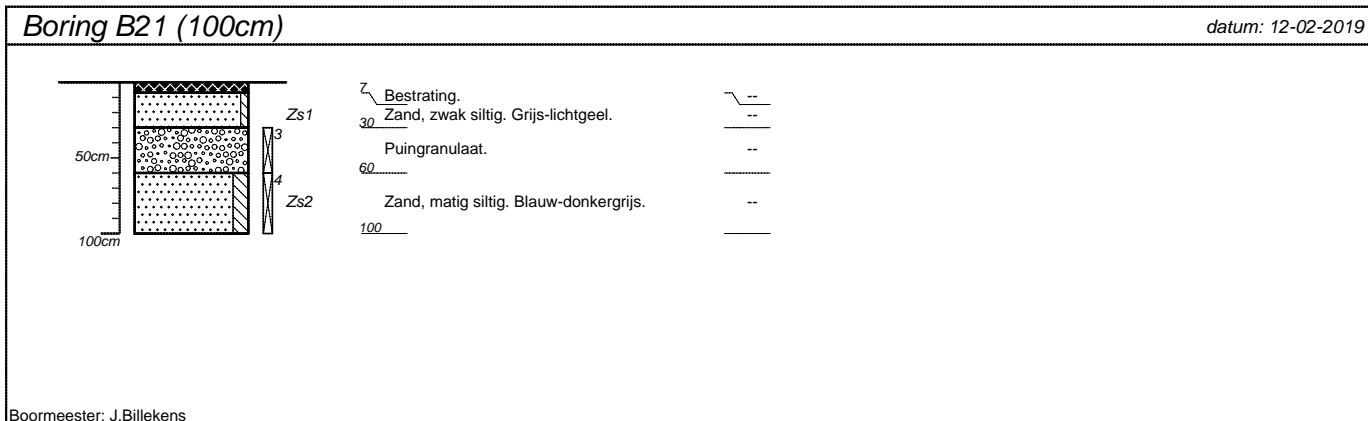 Boring B21 (100cm) datum: 12-02-2019
7 Bestrating. --
Zs1 30 Zand, zwak siltig. Grijs-lichtgeel. --
3
50cm Puingranulaat. --
60
4
Zs2 Zand, matig siltig. Blauw-donkergrijs. --
100cm 100
Boormeester: J.Billekens